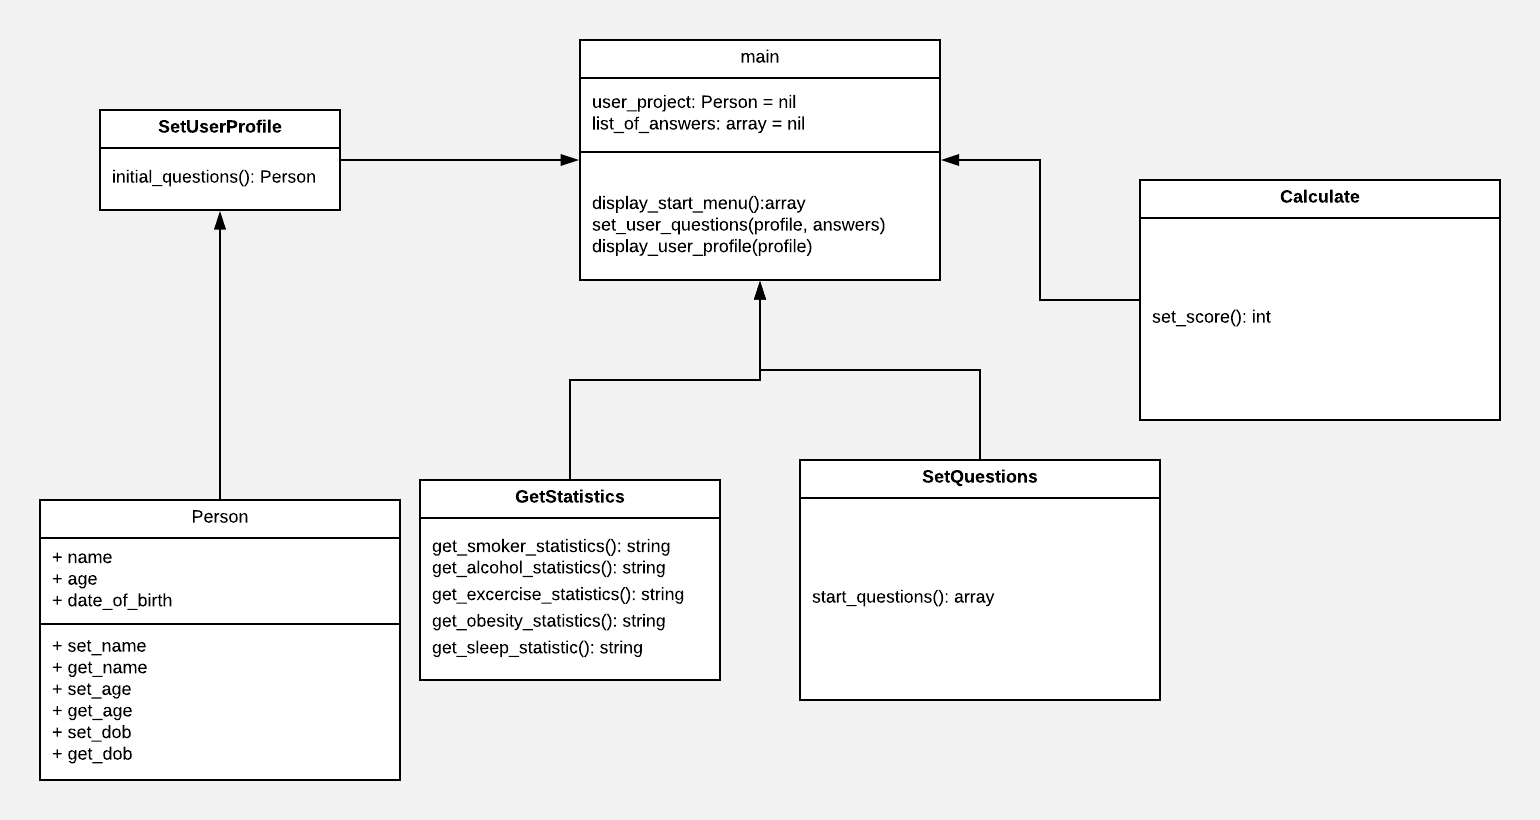 main
user_project: Person = nil
list_of_answers: array = nil
display_start_menu():array
set_user_questions(profile, answers)
display_user_profile(profile)
SetUserProfile
initial_questions(): Person
Calculate
set_score(): int
Person
+ name
+ age
+ date_of_birth
+ set_name
+ get_name
+ set_age
+ get_age
+ set_dob
+ get_dob
GetStatistics
get_smoker_statistics(): string
get_alcohol_statistics(): string
get_excercise_statistics(): string
get_obesity_statistics(): string
get_sleep_statistic(): string
SetQuestions
start_questions(): array